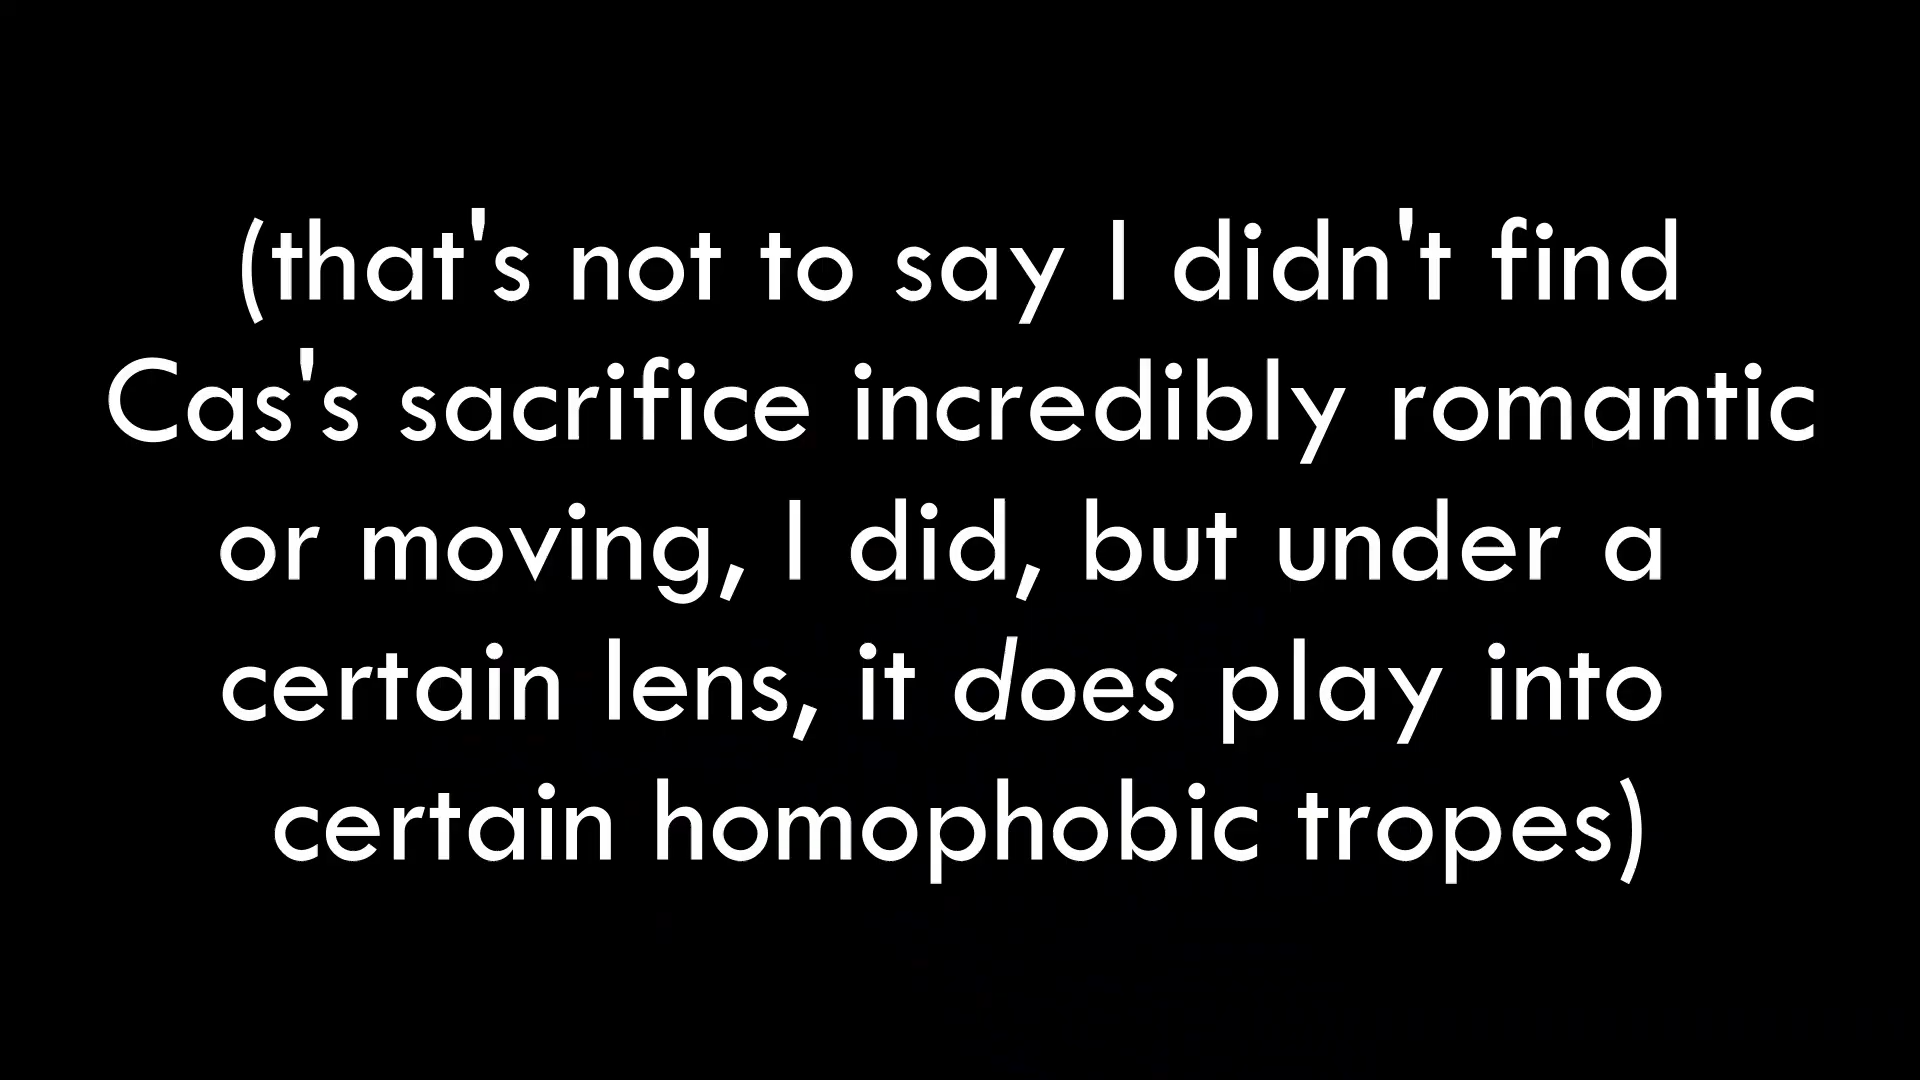 (that's not to say I didn't find
Cas's sacrifice incredibly romantic
or moving, I did, but under a
certain lens, it does play into
certain homophobic tropes)